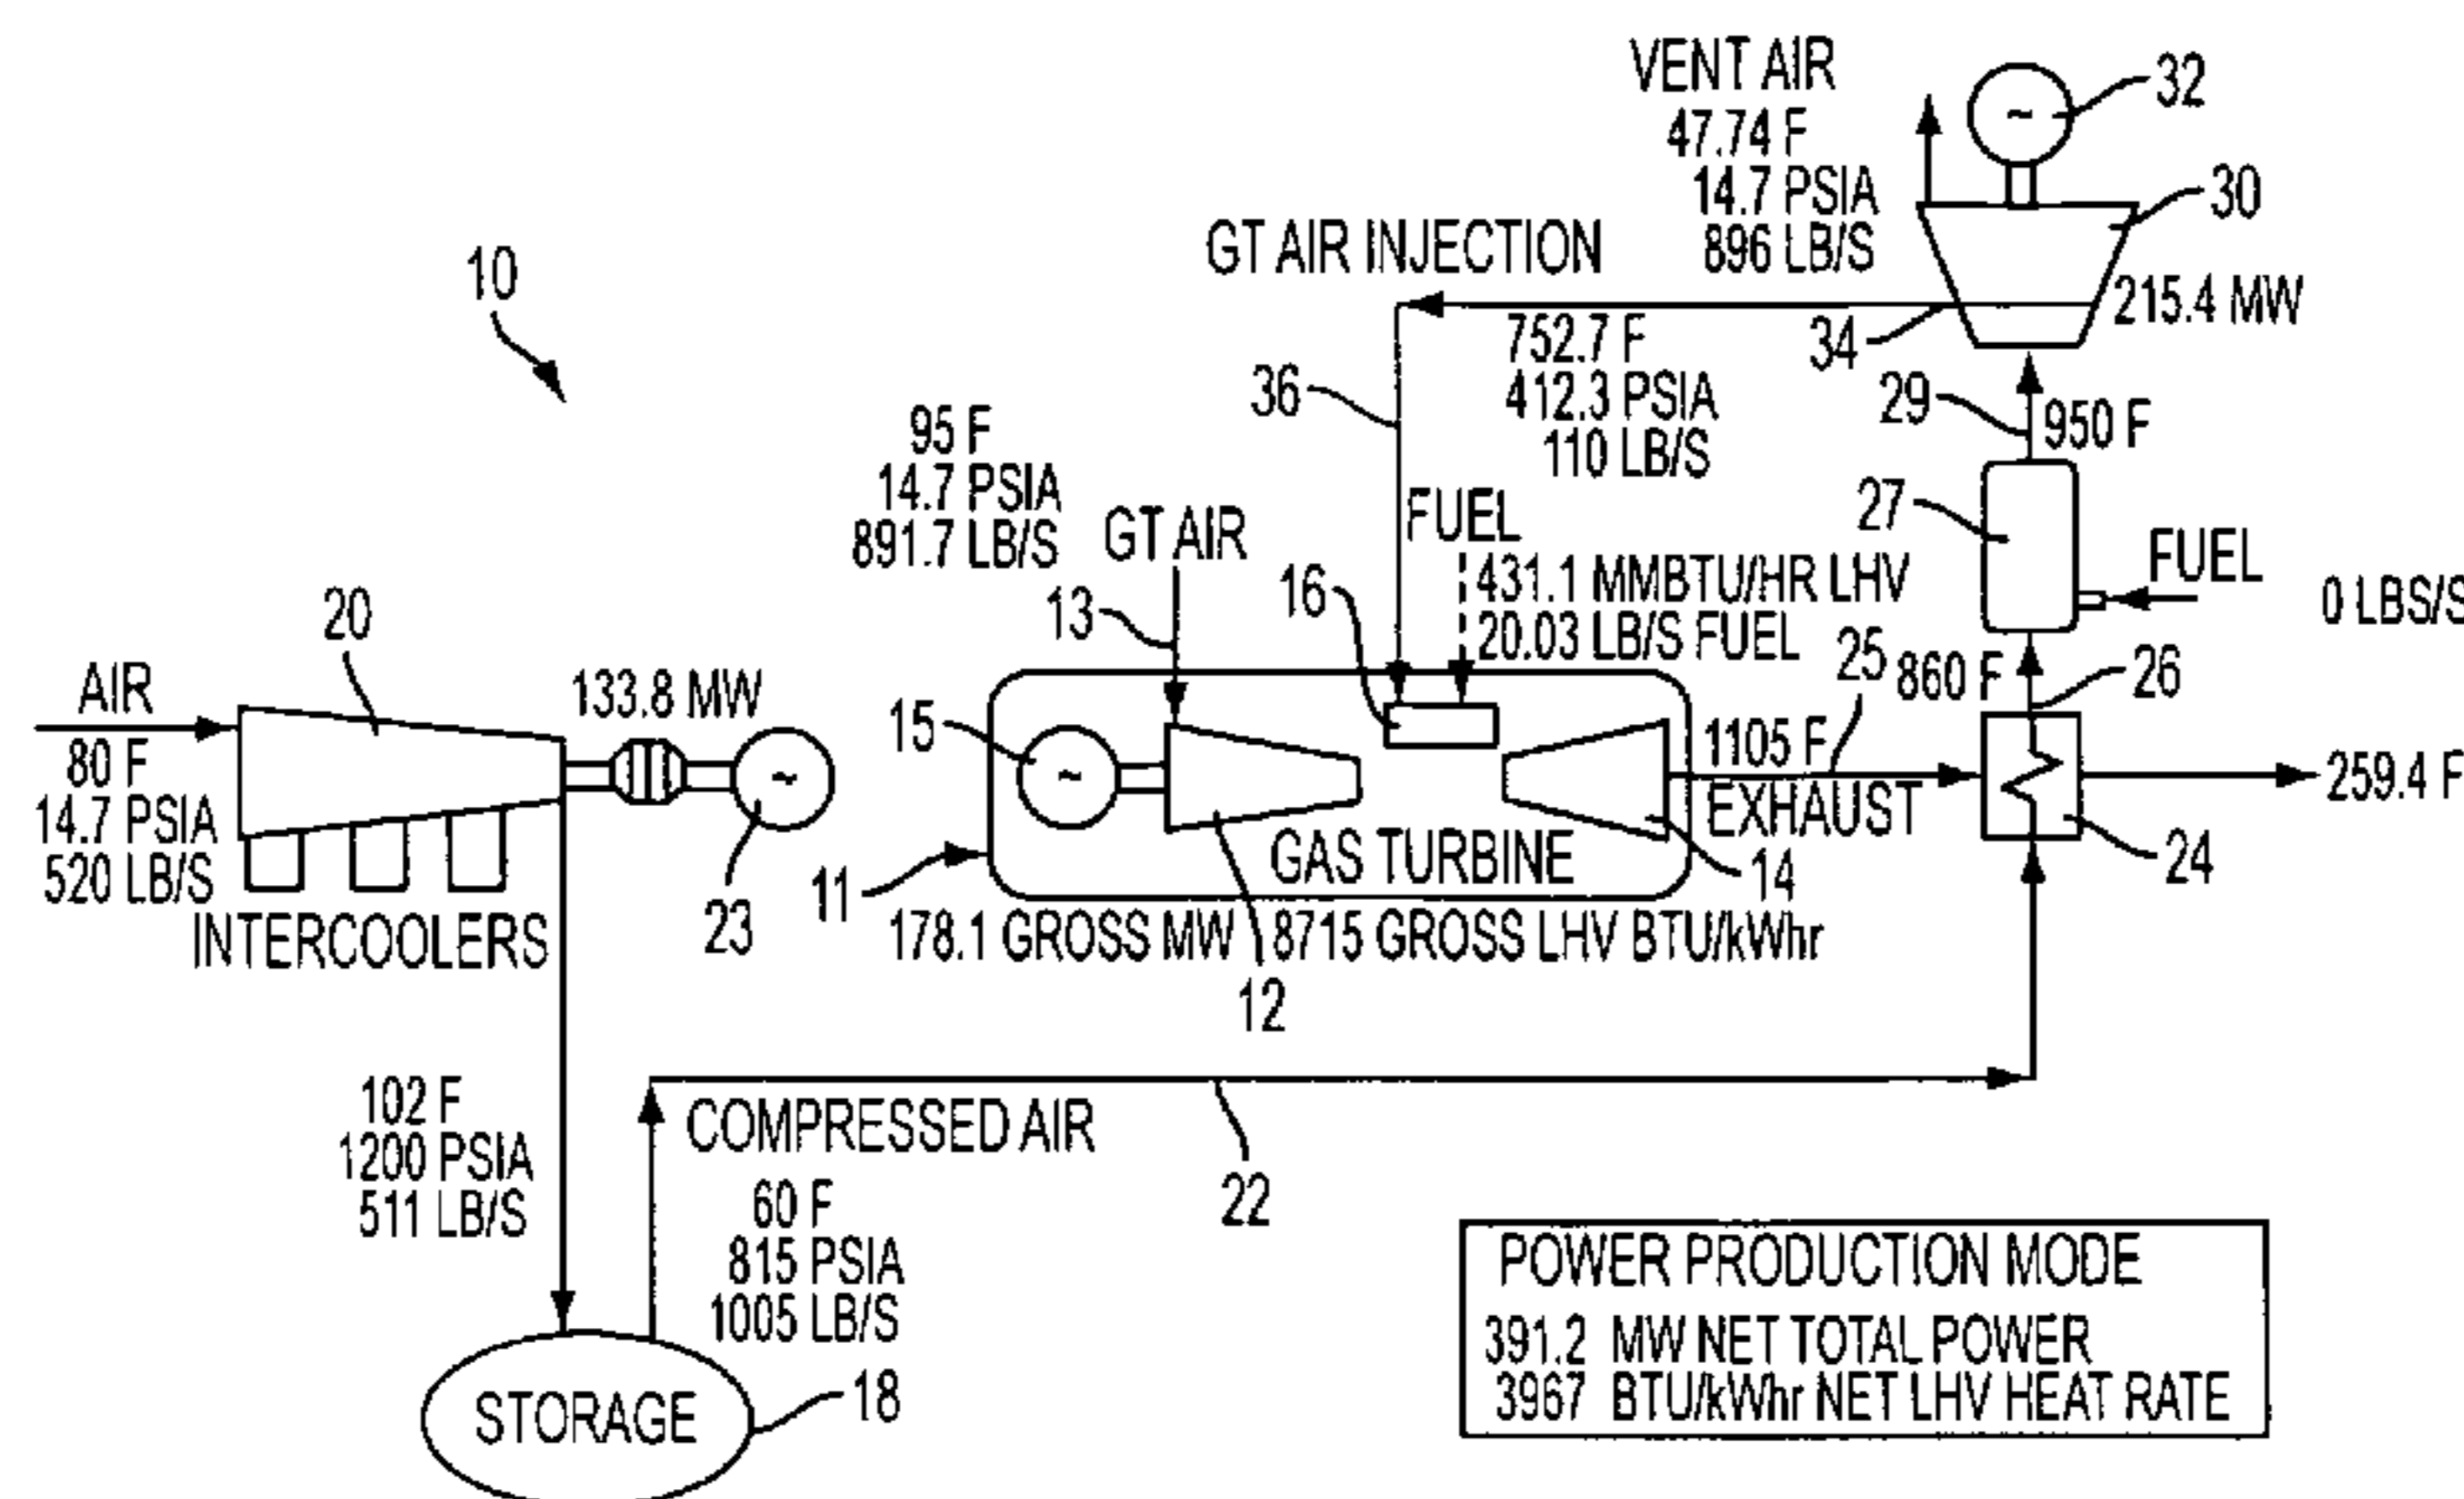 VENT AIR
47.74 F
14.7 PSIA
896 LB/S
32
30
GT AIR INJECTION
215.4 MW
34
10
752.7 F
412.3 PSIA
110 LB/S
36
29
950 F
95 F
14.7 PSIA
891.7 LB/S
GT AIR
FUEL
27
FUEL
0 LBS/S
13
16
431.1 MMBTU/HR LHV
20.03 LB/S FUEL
20
AIR
80 F
14.7 PSIA
520 LB/S
133.8 MW
15
25
860 F
26
1105 F
EXHAUST
259.4 F
INTERCOOLERS
23
11
GAS TURBINE
14
24
178.1 GROSS MW
8715 GROSS LHV BTU/kWhr
12
102 F
1200 PSIA
511 LB/S
COMPRESSED AIR
60 F
815 PSIA
1005 LB/S
22
STORAGE
18
POWER PRODUCTION MODE
391.2 MW NET TOTAL POWER
3967 BTU/kWhr NET LHV HEAT RATE